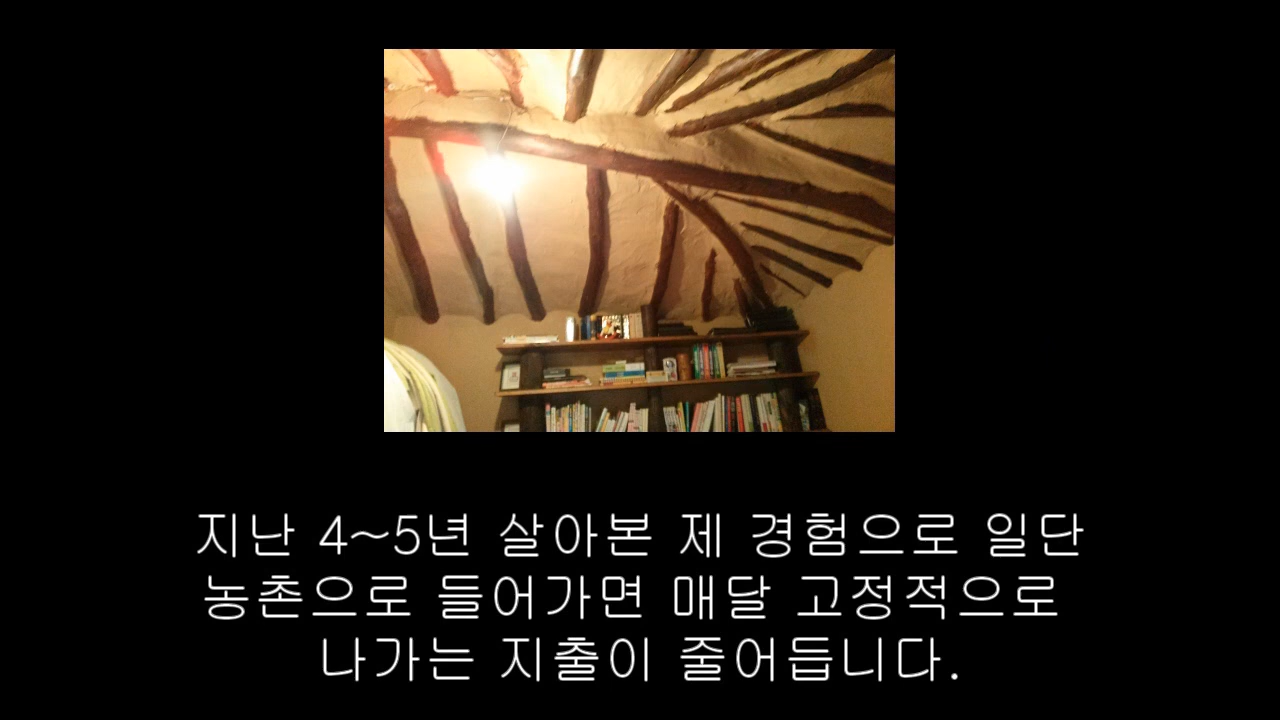 지난 4~5년 살아본 제 경험으로 일단
농촌으로 들어가면 매달 고정적으로
나가는 지출이 줄어듭니다.